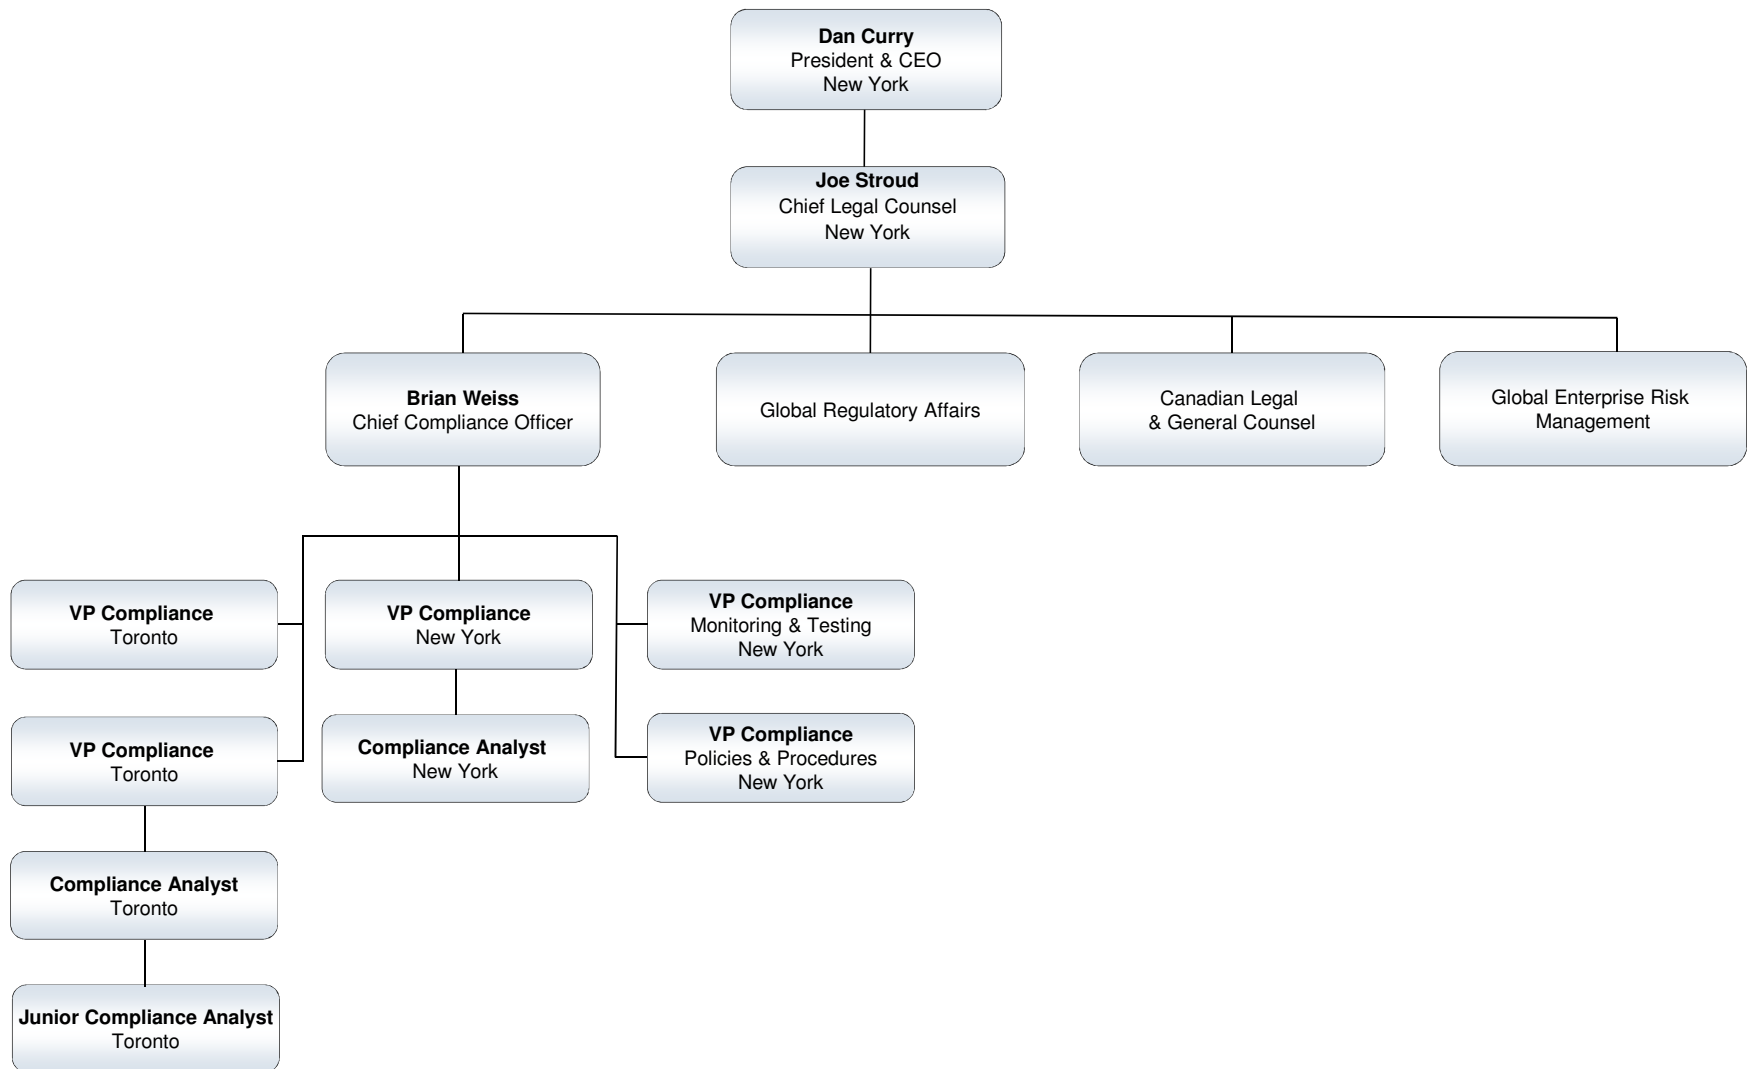 Dan Curry
President & CEO
New York
Joe Stroud
Chief Legal Counsel
New York
Brian Weiss
Chief Compliance Officer
Global Regulatory Affairs
Canadian Legal
& General Counsel
Global Enterprise Risk
Management
VP Compliance
Toronto
VP Compliance
New York
VP Compliance
Monitoring & Testing
New York
VP Compliance
Toronto
Compliance Analyst
New York
VP Compliance
Policies & Procedures
New York
Compliance Analyst
Toronto
Junior Compliance Analyst
Toronto